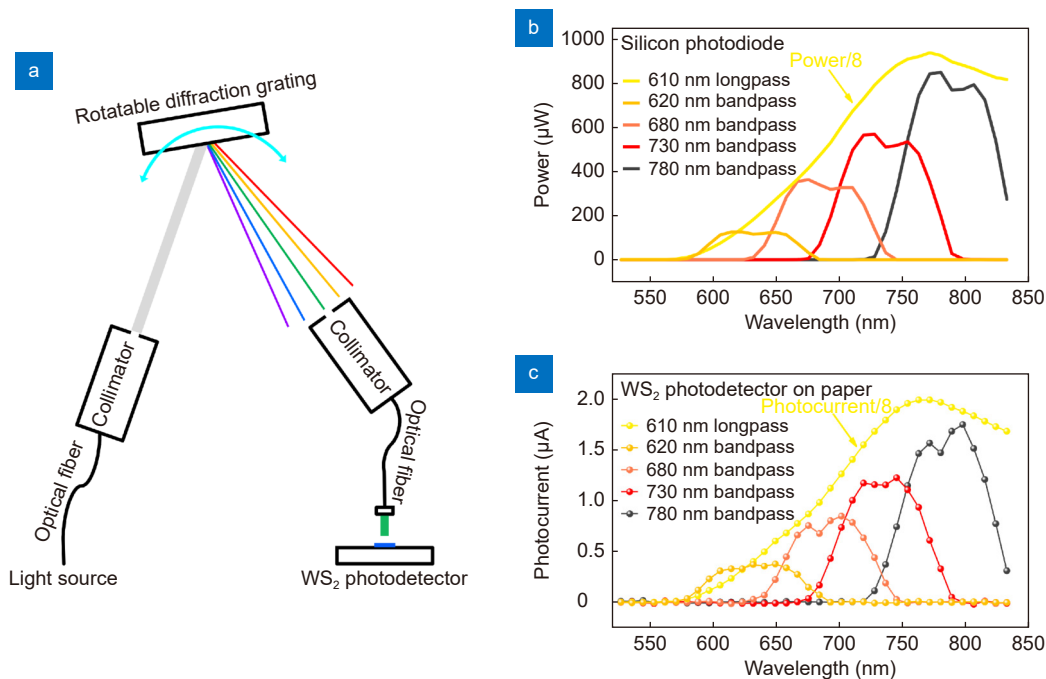 a
Rotatable diffraction grating
Collimator
Collimator
Optical fiber
Optical fiber
Light source
WS₂ photodetector
b
Silicon photodiode
Power/8
610 nm longpass
620 nm bandpass
680 nm bandpass
730 nm bandpass
780 nm bandpass
Power (μW)
1000
800
600
400
200
0
550 600 650 700 750 800 850
Wavelength (nm)
c
WS₂ photodetector on paper
Photocurrent/8
610 nm longpass
620 nm bandpass
680 nm bandpass
730 nm bandpass
780 nm bandpass
Photocurrent (μA)
2.0
1.5
1.0
0.5
0
550 600 650 700 750 800 850
Wavelength (nm)